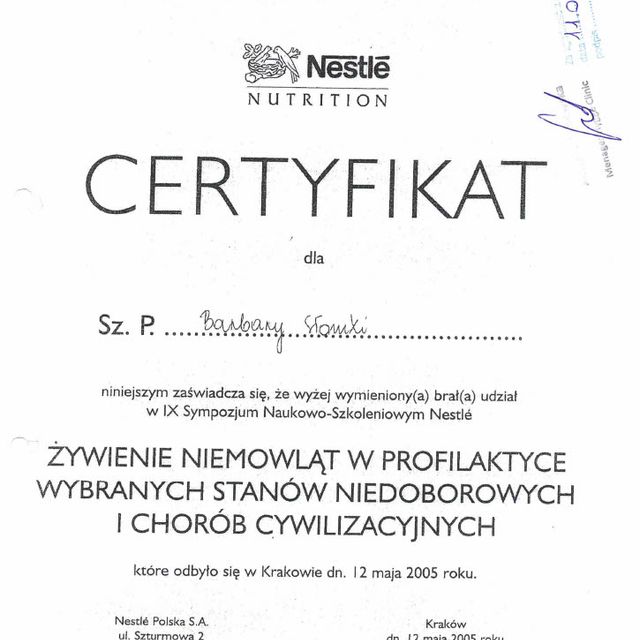 Nestlé
NUTRITION
CERTYFIKAT
dla
Sz. P. Barbary Słomki
niniejszym zaświadcza się, że wyżej wymieniony(a) brał(a) udział
w IX Sympozjum Naukowo-Szkoleniowym Nestlé
ŻYWIENIE NIEMOWLĄT W PROFILAKTYCE
WYBRANYCH STANÓW NIEDOBOROWYCH
I CHORÓB CYWILIZACYJNYCH
które odbyło się w Krakowie dn. 12 maja 2005 roku.
Nestlé Polska S.A.
ul. Szturmowa 2
Kraków
dn. 12 maja 2005 roku